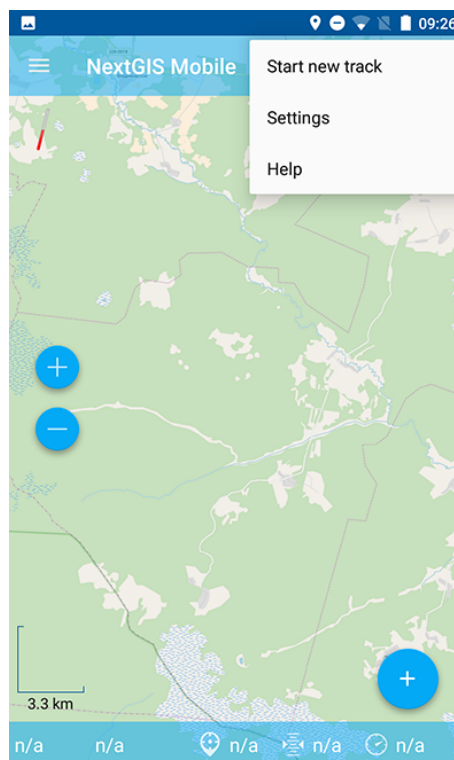 09:26
NextGIS Mobile
Start new track
Settings
Help
3.3 km
n/a n/a n/a n/a n/a